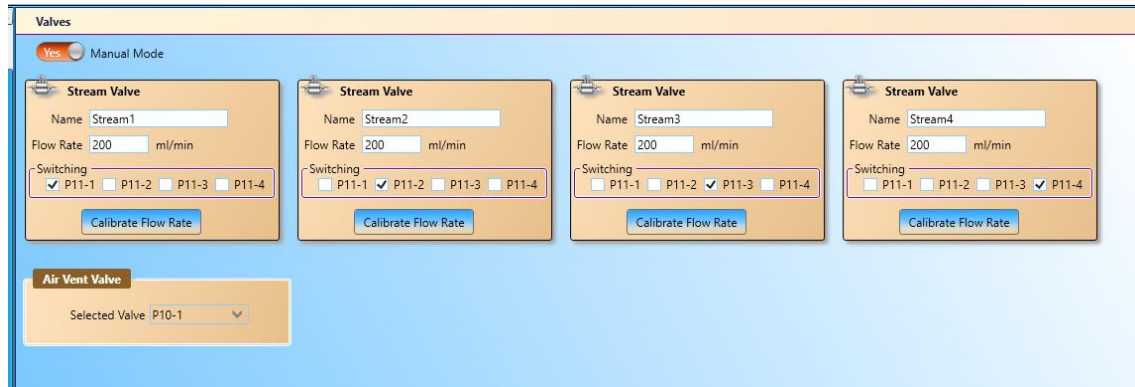 Valves
Yes Manual Mode
Stream Valve
Name Stream1
Flow Rate 200 ml/min
Switching
P11-1 P11-2 P11-3 P11-4
Calibrate Flow Rate
Stream Valve
Name Stream2
Flow Rate 200 ml/min
Switching
P11-1 P11-2 P11-3 P11-4
Calibrate Flow Rate
Stream Valve
Name Stream3
Flow Rate 200 ml/min
Switching
P11-1 P11-2 P11-3 P11-4
Calibrate Flow Rate
Stream Valve
Name Stream4
Flow Rate 200 ml/min
Switching
P11-1 P11-2 P11-3 P11-4
Calibrate Flow Rate
Air Vent Valve
Selected Valve P10-1